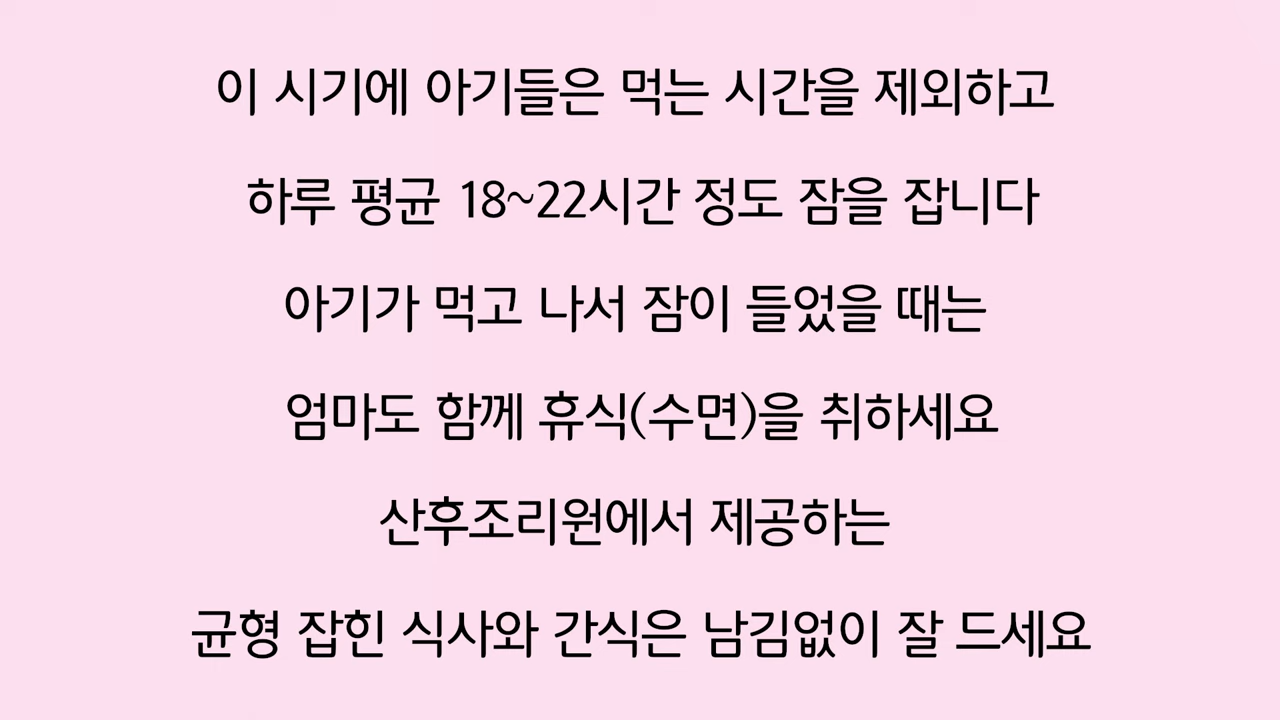 이 시기에 아기들은 먹는 시간을 제외하고
하루 평균 18~22시간 정도 잠을 잡니다
아기가 먹고 나서 잠이 들었을 때는
엄마도 함께 휴식(수면)을 취하세요
산후조리원에서 제공하는
균형 잡힌 식사와 간식은 남김없이 잘 드세요